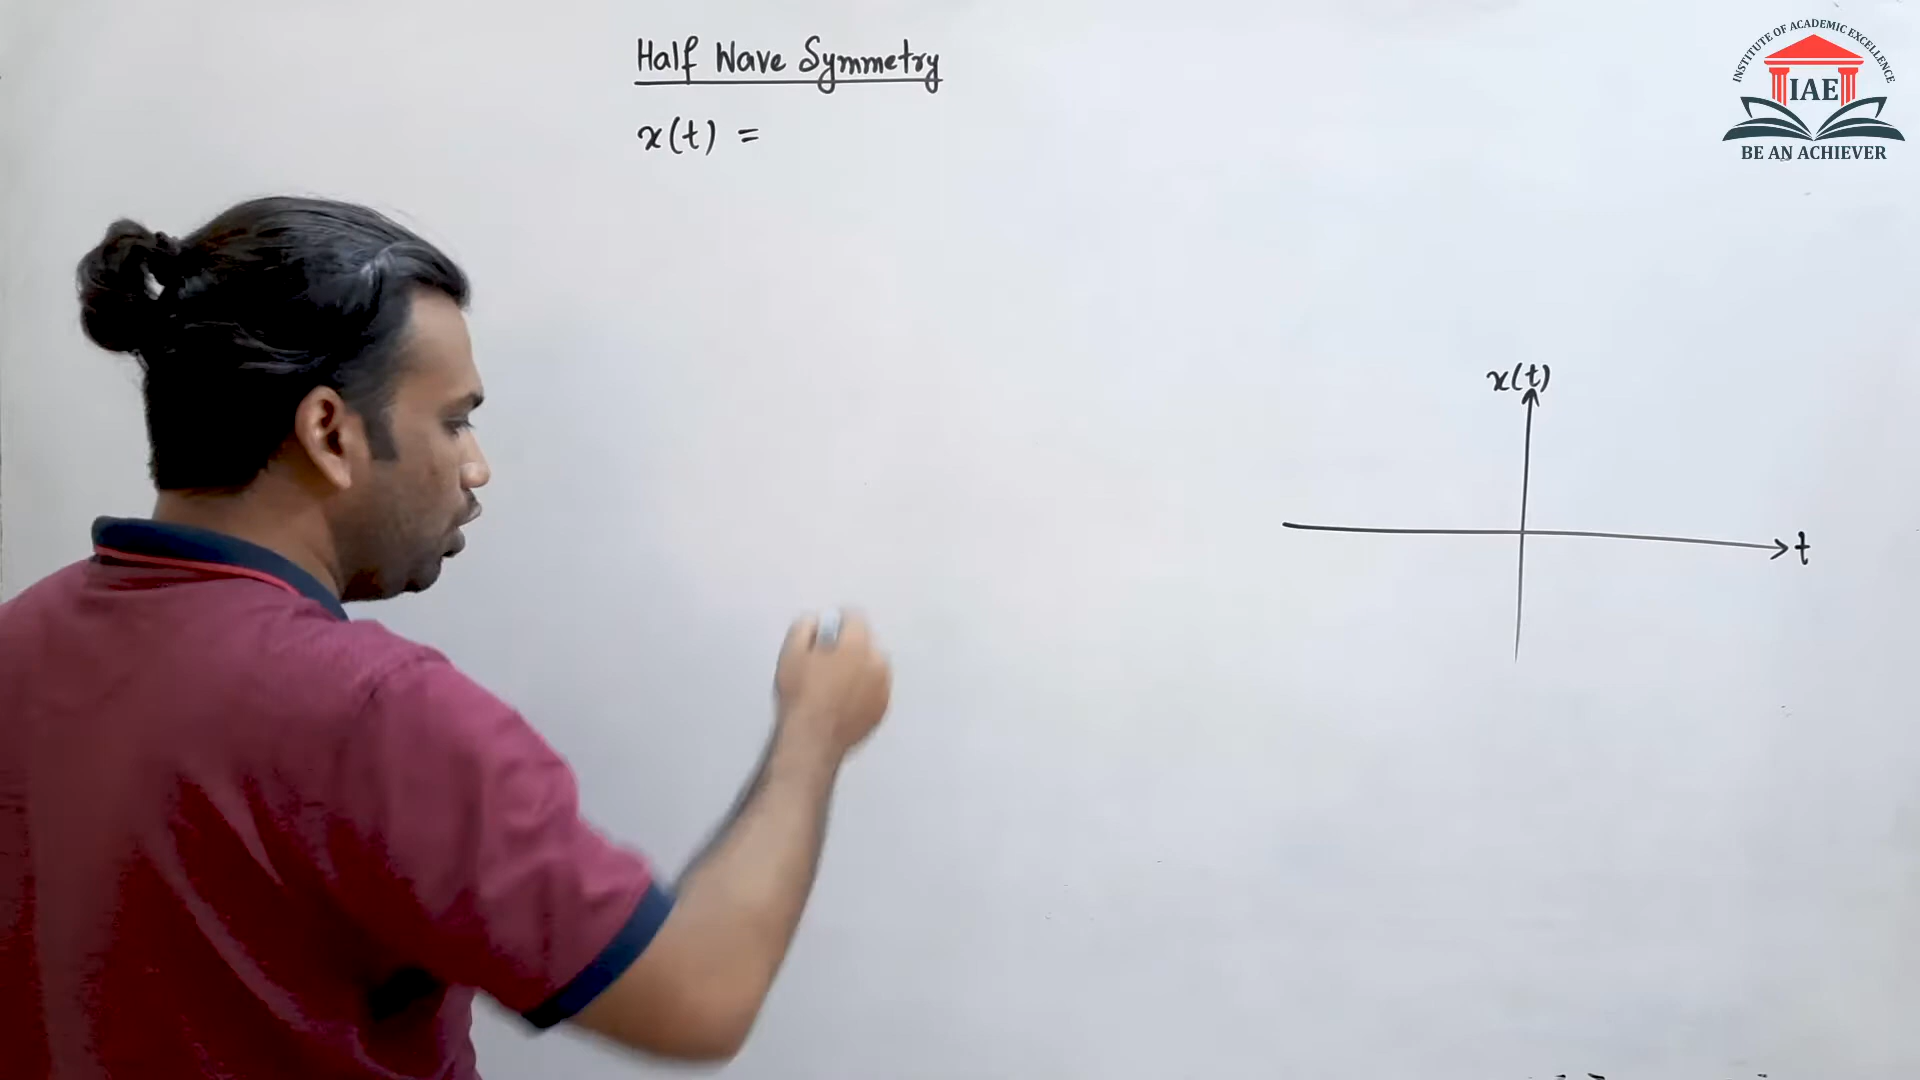 Half Wave Symmetry
x(t) =
INSTITUTE OF ACADEMIC EXCELLENCE
IAE
BE AN ACHIEVER
x(t)
t